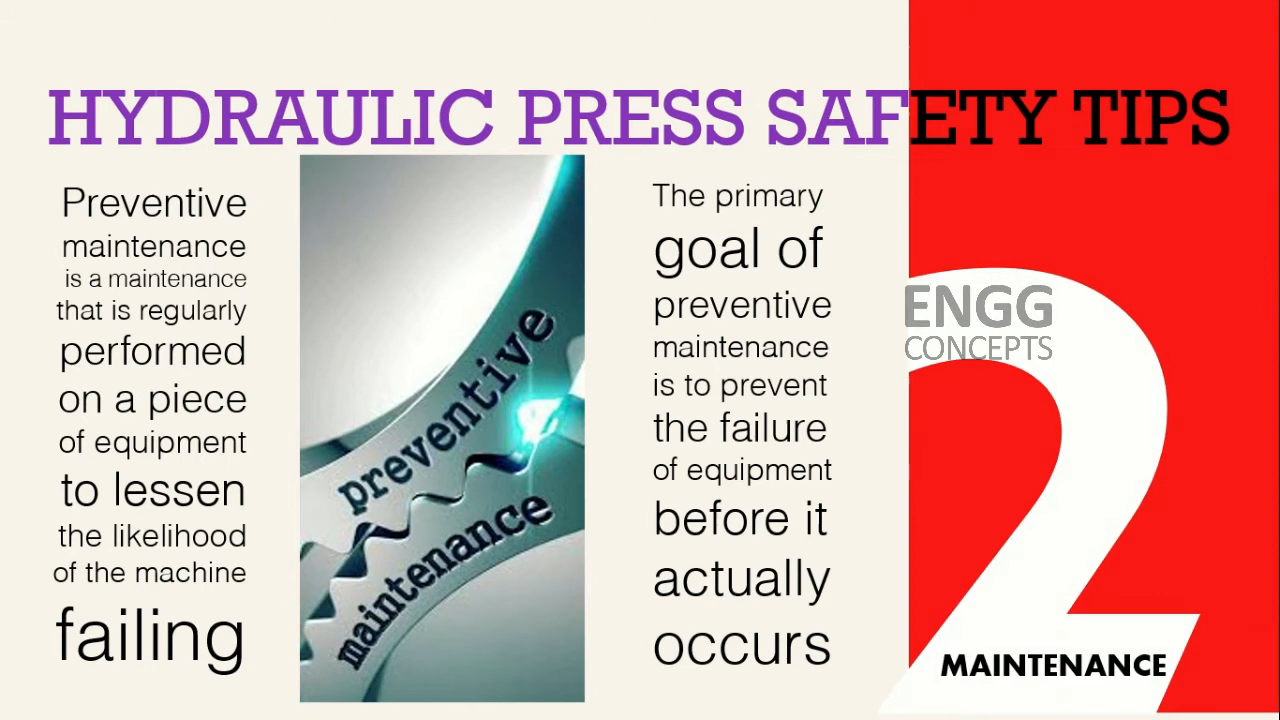 HYDRAULIC PRESS SAFETY TIPS
Preventive
maintenance
is a maintenance
that is regularly
performed
on a piece
of equipment
to lessen
the likelihood
of the machine
failing
preventive
maintenance
The primary
goal of
preventive
maintenance
is to prevent
the failure
of equipment
before it
actually
occurs
ENGG
CONCEPTS
2
MAINTENANCE